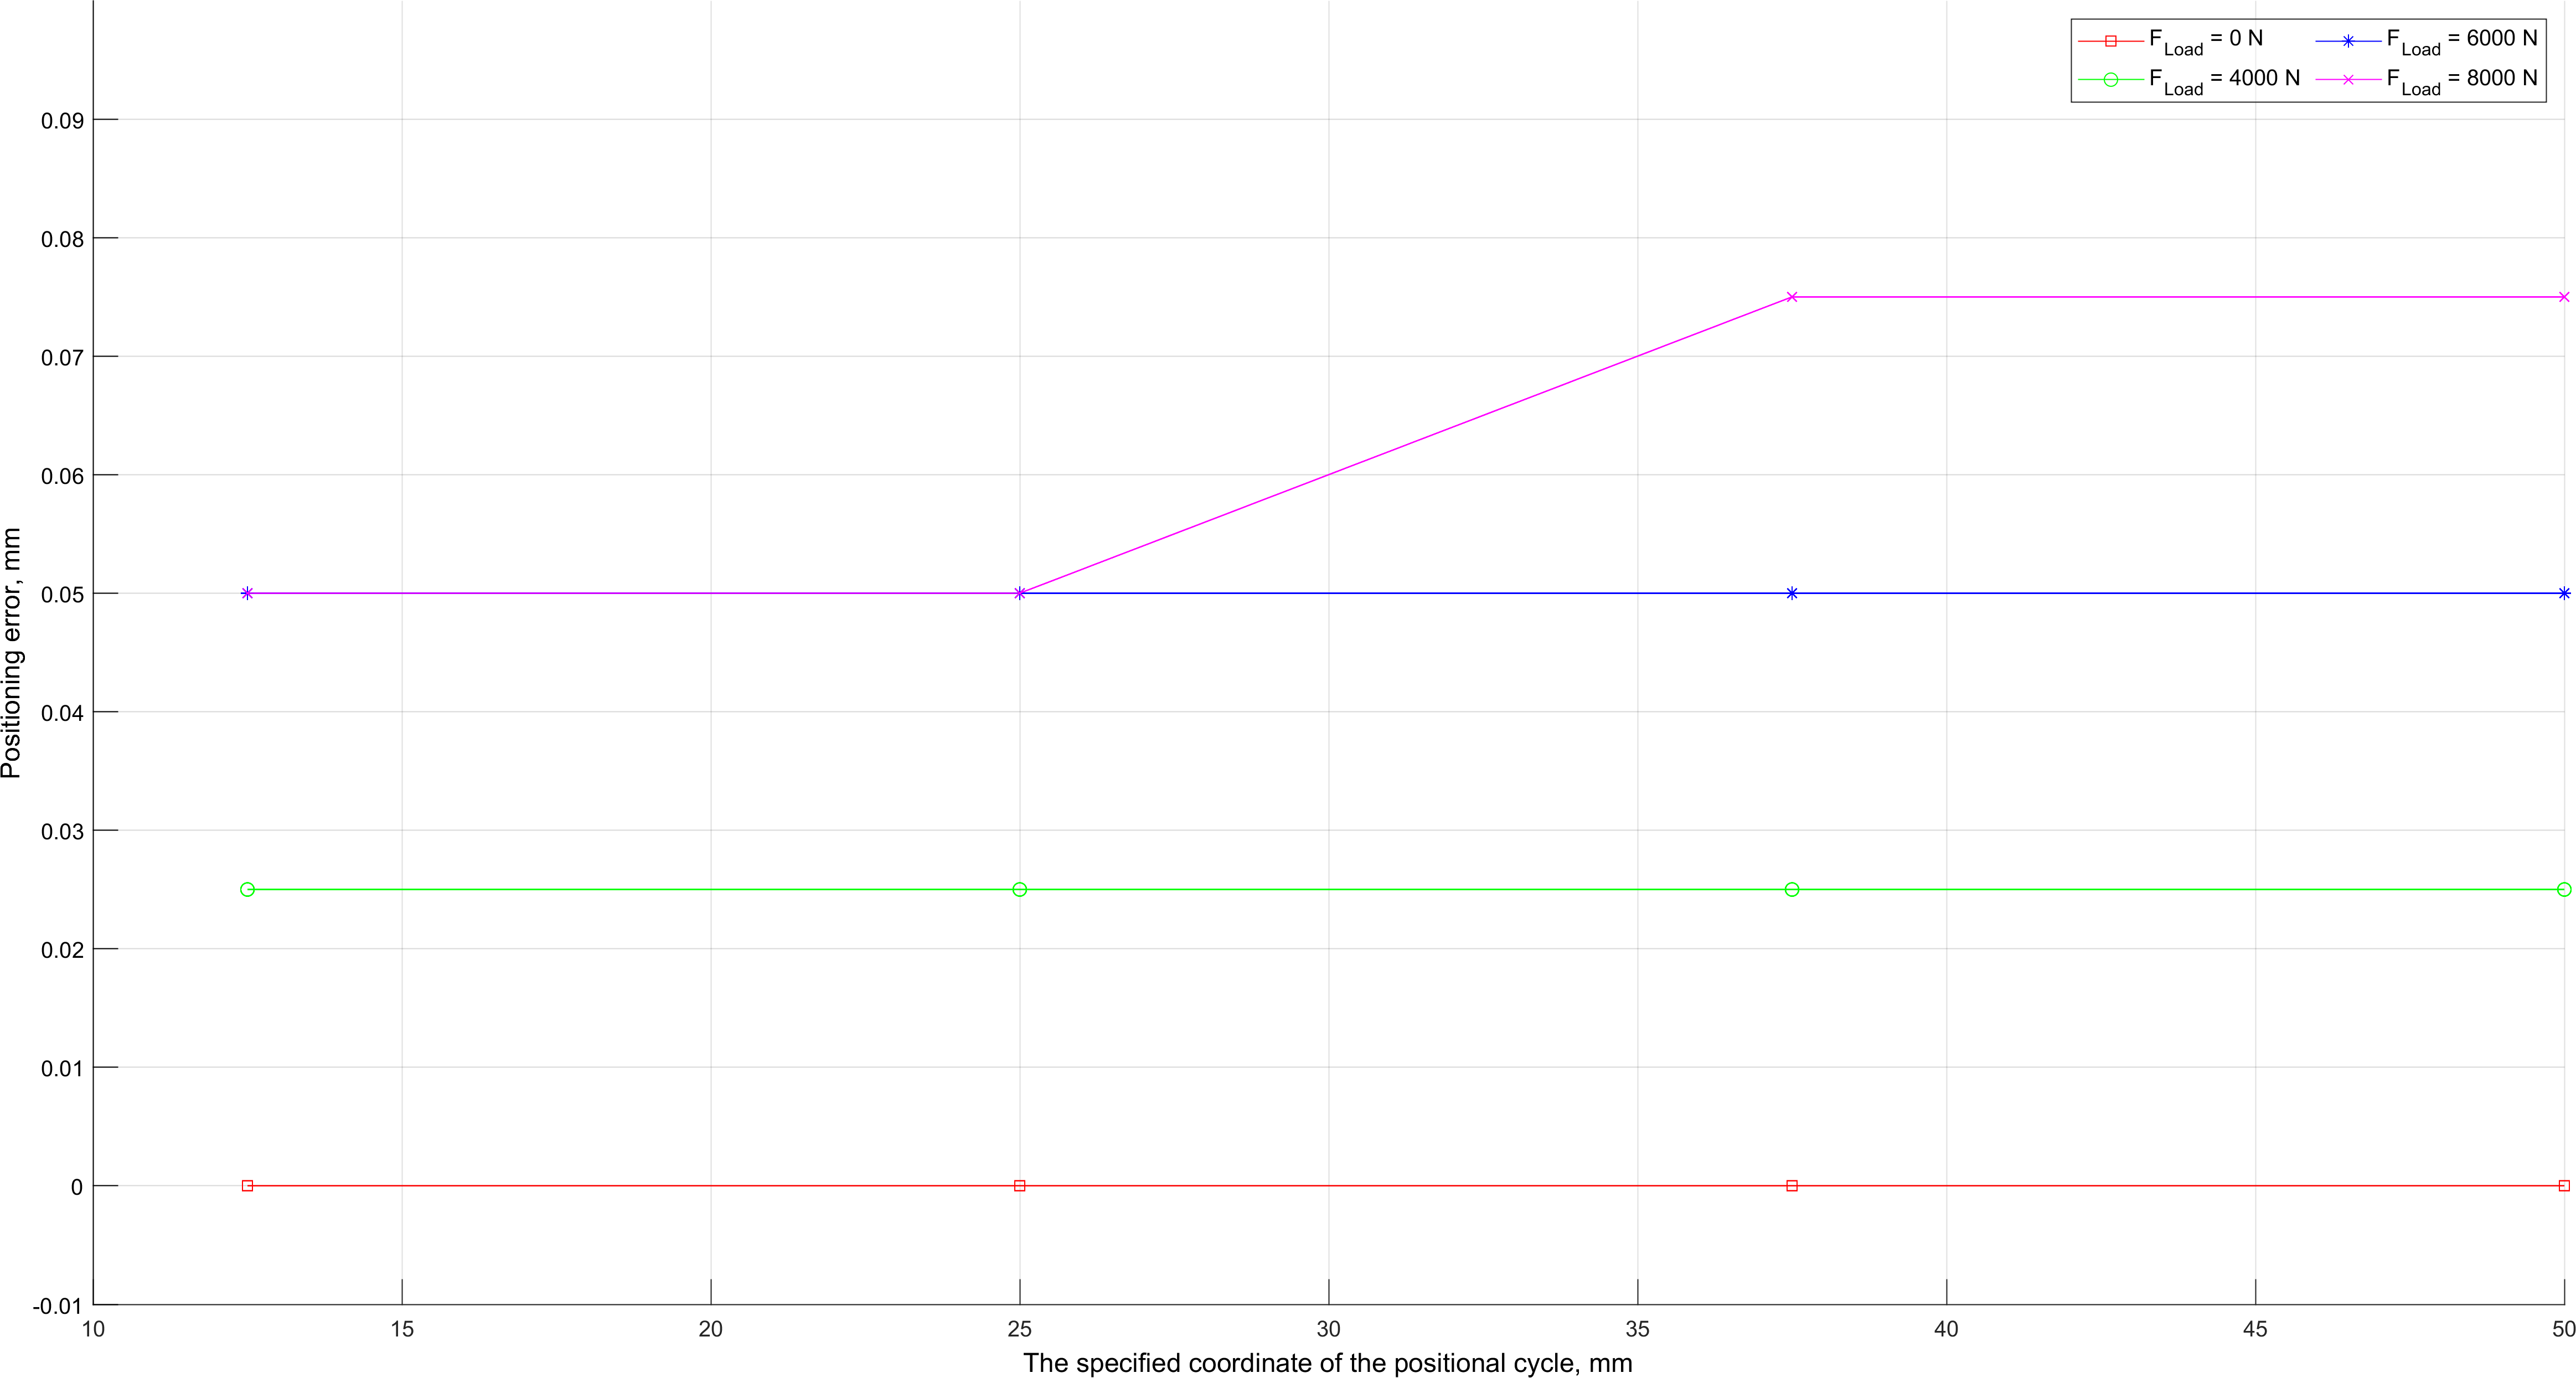 F_Load = 0 N
F_Load = 6000 N
F_Load = 4000 N
F_Load = 8000 N
0.09
0.08
0.07
0.06
0.05
0.04
0.03
0.02
0.01
0
-0.01
Positioning error, mm
10 15 20 25 30 35 40 45 50
The specified coordinate of the positional cycle, mm